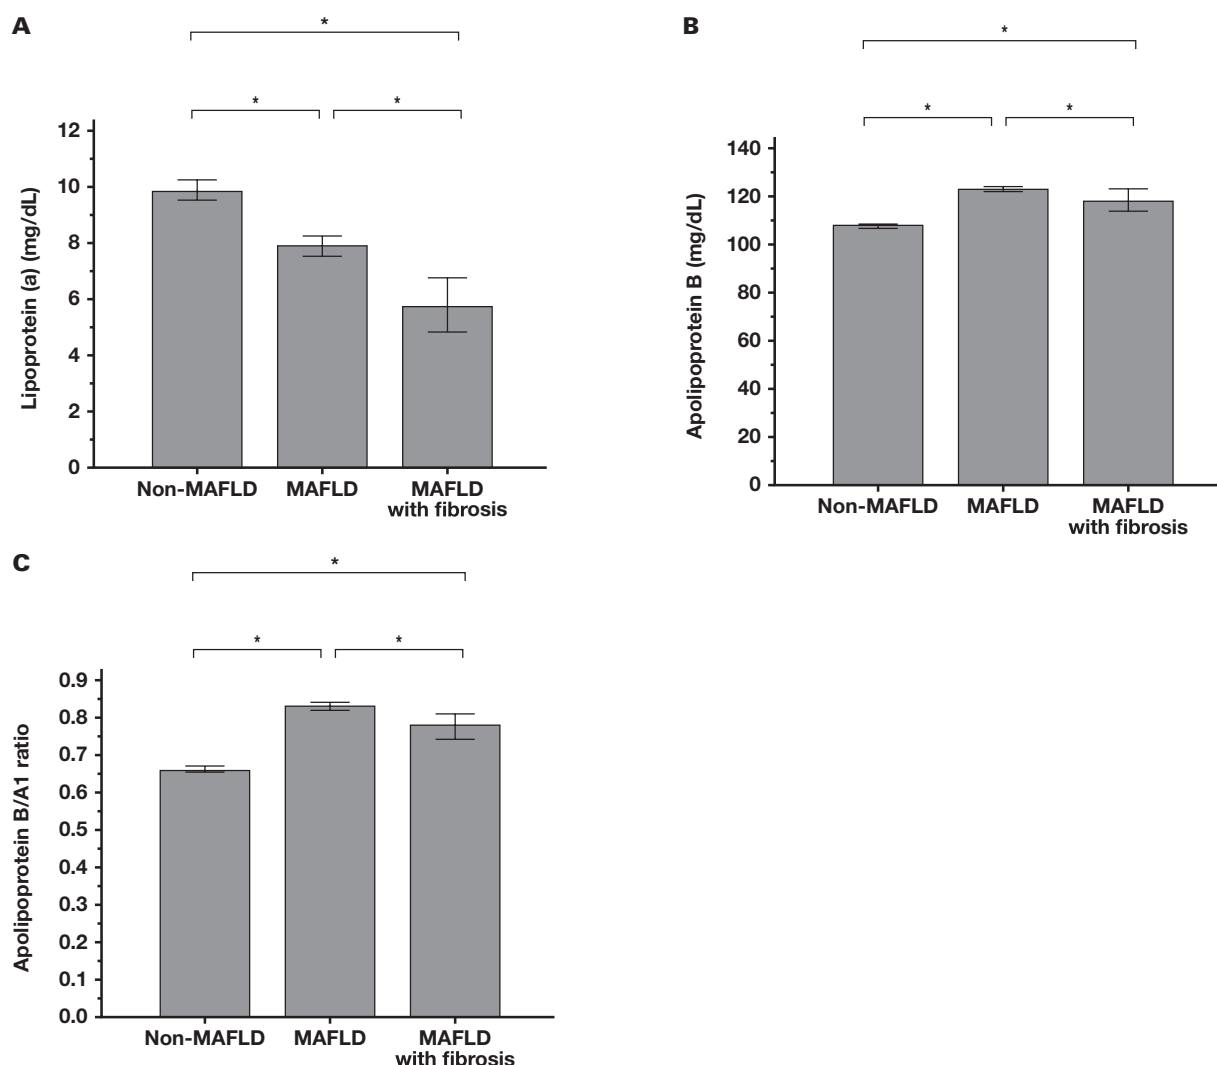 A
*
*
*
Lipoprotein (a) (mg/dL)
12
10
8
6
4
2
0
Non-MAFLD
MAFLD
MAFLD
with fibrosis
B
*
*
*
Apolipoprotein B (mg/dL)
140
120
100
80
60
40
20
0
Non-MAFLD
MAFLD
MAFLD
with fibrosis
C
*
*
*
Apolipoprotein B/A1 ratio
0.9
0.8
0.7
0.6
0.5
0.4
0.3
0.2
0.1
0.0
Non-MAFLD
MAFLD
MAFLD
with fibrosis